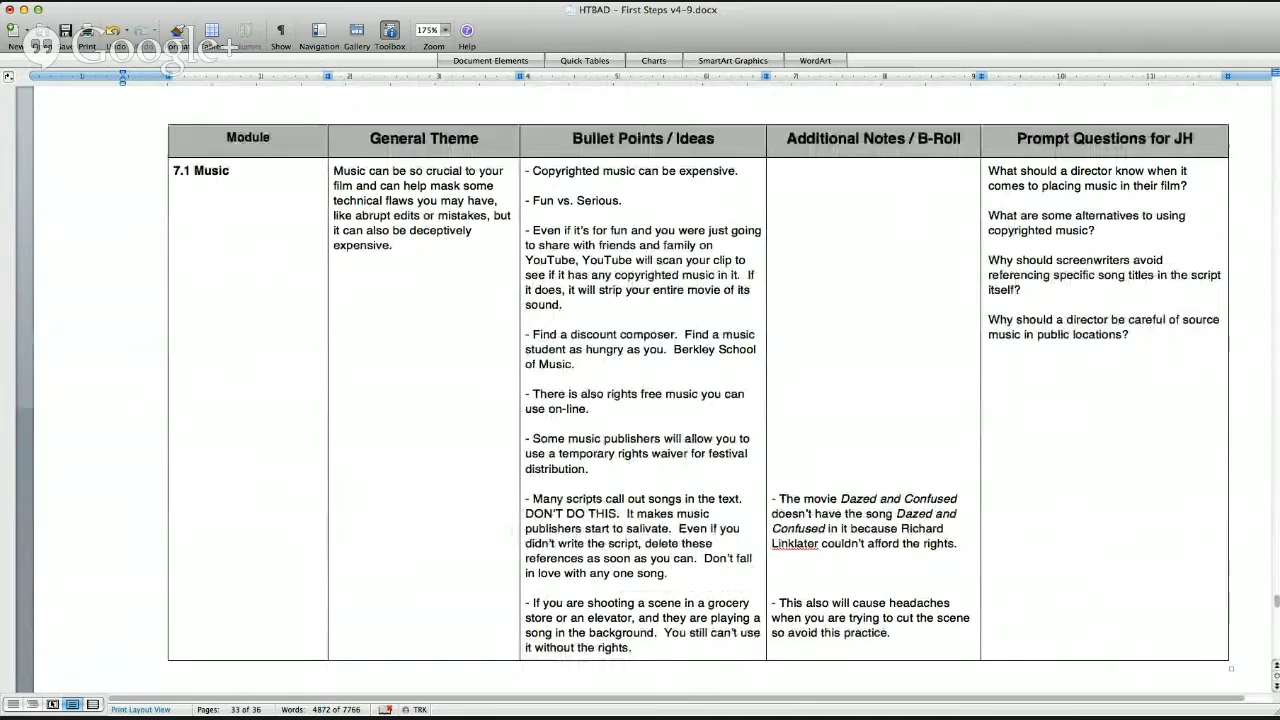 HTBAD - First Steps v4-9.docx
Google+
New Open Save Print Undo Format Tables Columns Show Navigation Gallery Toolbox Zoom Help
175%
Document Elements Quick Tables Charts SmartArt Graphics WordArt
Module General Theme Bullet Points / Ideas Additional Notes / B-Roll Prompt Questions for JH
7.1 Music
Music can be so crucial to your
film and can help mask some
technical flaws you may have,
like abrupt edits or mistakes, but
it can also be deceptively
expensive.
- Copyrighted music can be expensive.
- Fun vs. Serious.
- Even if it's for fun and you were just going
to share with friends and family on
YouTube, YouTube will scan your clip to
see if it has any copyrighted music in it. If
it does, it will strip your entire movie of its
sound.
- Find a discount composer. Find a music
student as hungry as you. Berkley School
of Music.
- There is also rights free music you can
use on-line.
- Some music publishers will allow you to
use a temporary rights waiver for festival
distribution.
- Many scripts call out songs in the text.
DON'T DO THIS. It makes music
publishers start to salivate. Even if you
didn't write the script, delete these
references as soon as you can. Don't fall
in love with any one song.
- If you are shooting a scene in a grocery
store or an elevator, and they are playing a
song in the background. You still can't use
it without the rights.
- The movie Dazed and Confused
doesn't have the song Dazed and
Confused in it because Richard
Linklater couldn't afford the rights.
- This also will cause headaches
when you are trying to cut the scene
so avoid this practice.
What should a director know when it
comes to placing music in their film?
What are some alternatives to using
copyrighted music?
Why should screenwriters avoid
referencing specific song titles in the script
itself?
Why should a director be careful of source
music in public locations?
Print Layout View Pages: 33 of 36 Words: 4872 of 7766 TRK